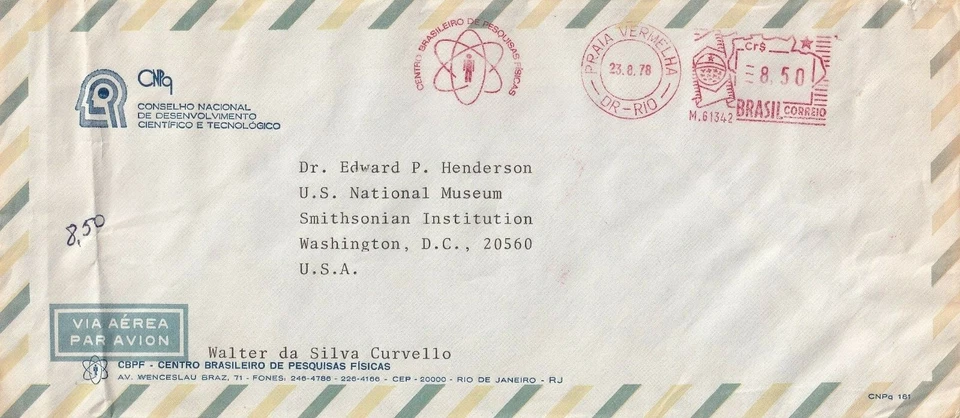 CNPq
CONSELHO NACIONAL
DE DESENVOLVIMENTO
CIENTÍFICO E TECNOLÓGICO
CENTRO BRASILEIRO DE PESQUISAS FÍSICAS
PRAIA VERMELHA
23.8.78
DR-RIO
Cr$
8.50
M.61342
BRASIL CORREIO
Dr. Edward P. Henderson
U.S. National Museum
Smithsonian Institution
Washington, D.C., 20560
U.S.A.
8,50
VIA AÉREA
PAR AVION
Walter da Silva Curvello
CBPF - CENTRO BRASILEIRO DE PESQUISAS FÍSICAS
AV. WENCESLAU BRAZ, 71 - FONES: 246-4786 - 226-4166 - CEP - 20000 - RIO DE JANEIRO - RJ
CNPq 161